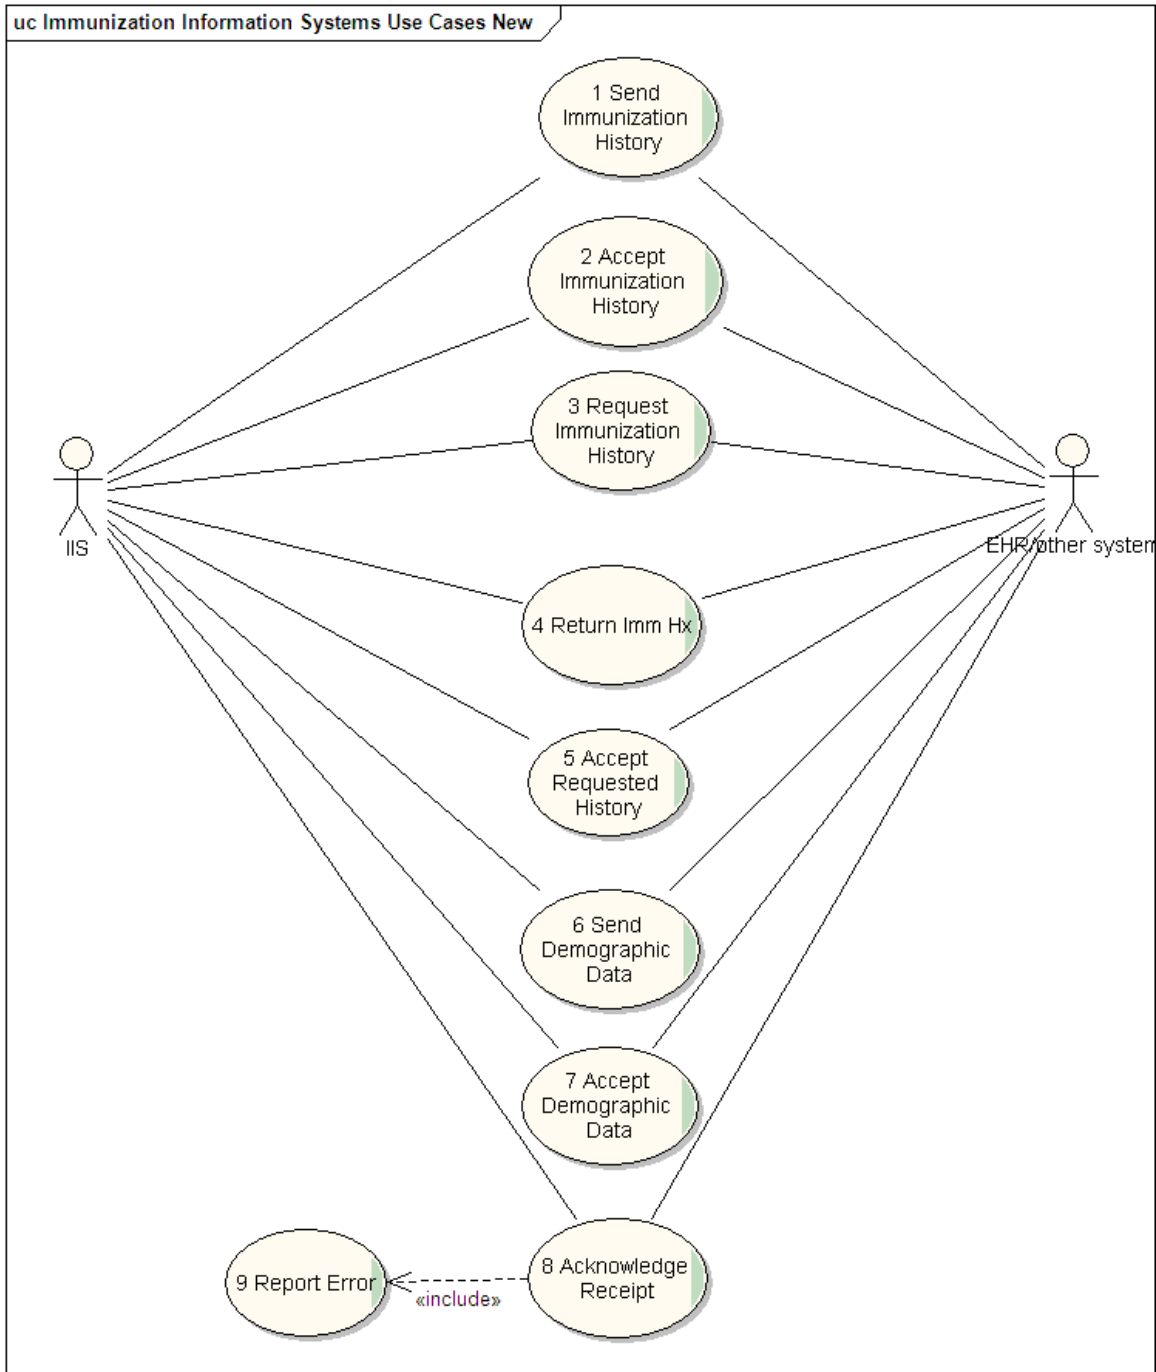 uc Immunization Information Systems Use Cases New
1 Send
Immunization
History
2 Accept
Immunization
History
3 Request
Immunization
History
IIS
EHR/other system
4 Return Imm Hx
5 Accept
Requested
History
6 Send
Demographic
Data
7 Accept
Demographic
Data
8 Acknowledge
Receipt
9 Report Error
«include»